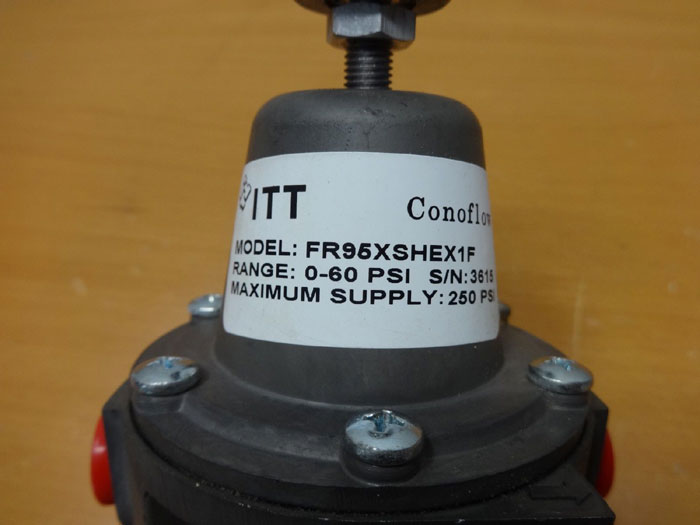 ITT Conoflow
MODEL: FR95XSHEX1F
RANGE: 0-60 PSI S/N: 3615
MAXIMUM SUPPLY: 250 PSI